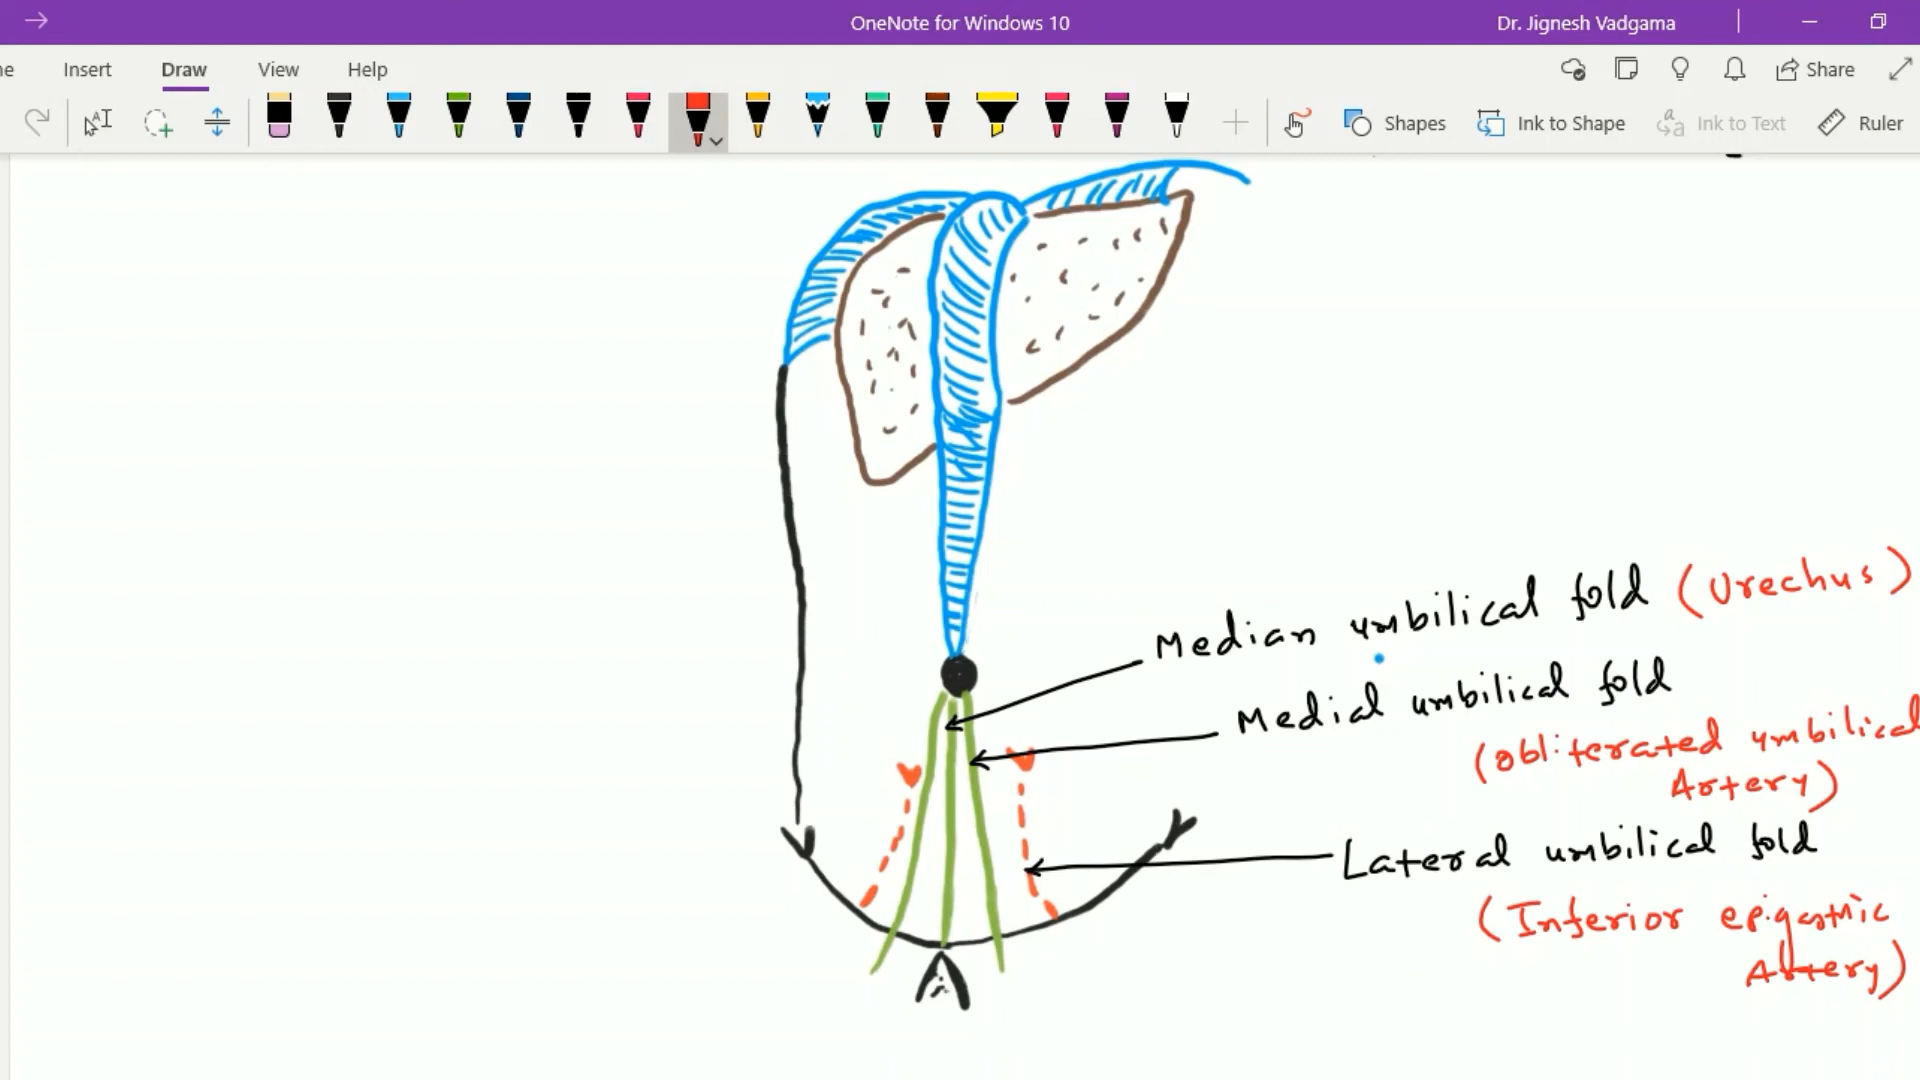 OneNote for Windows 10
Dr. Jignesh Vadgama
Insert Draw View Help
Share
Shapes Ink to Shape Ink to Text Ruler
Median umbilical fold (Urechus)
Medial umbilical fold
(obliterated umbilical
Artery)
Lateral umbilical fold
(Inferior epigastric
Artery)